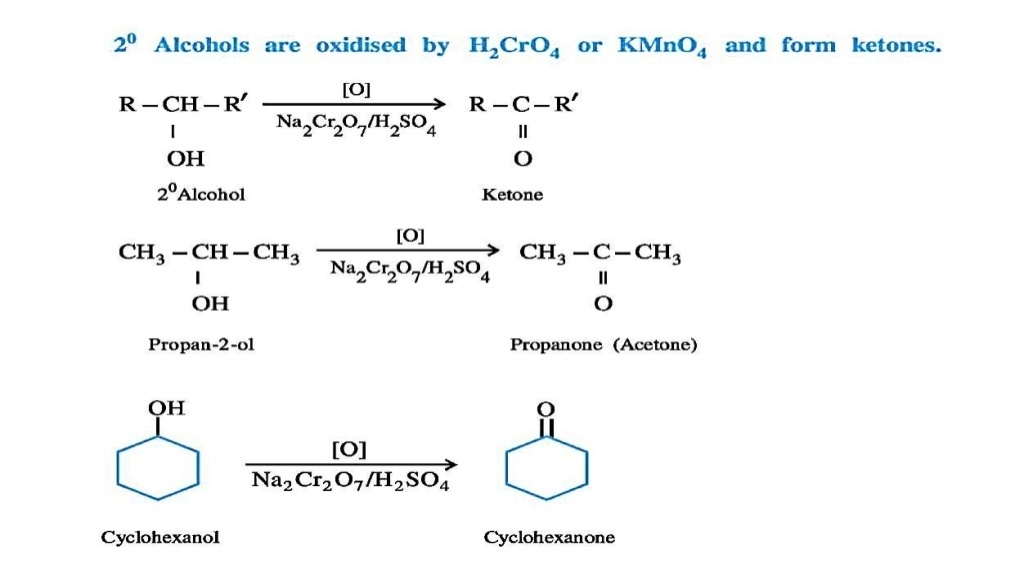 2⁰ Alcohols are oxidised by H₂CrO₄ or KMnO₄ and form ketones.
R – CH – R′ [O] R – C – R′
Na₂Cr₂O₇/H₂SO₄
OH O
2⁰Alcohol Ketone
CH₃ – CH – CH₃ [O] CH₃ – C – CH₃
Na₂Cr₂O₇/H₂SO₄
OH O
Propan-2-ol Propanone (Acetone)
OH O
[O]
Na₂Cr₂O₇/H₂SO₄
Cyclohexanol Cyclohexanone